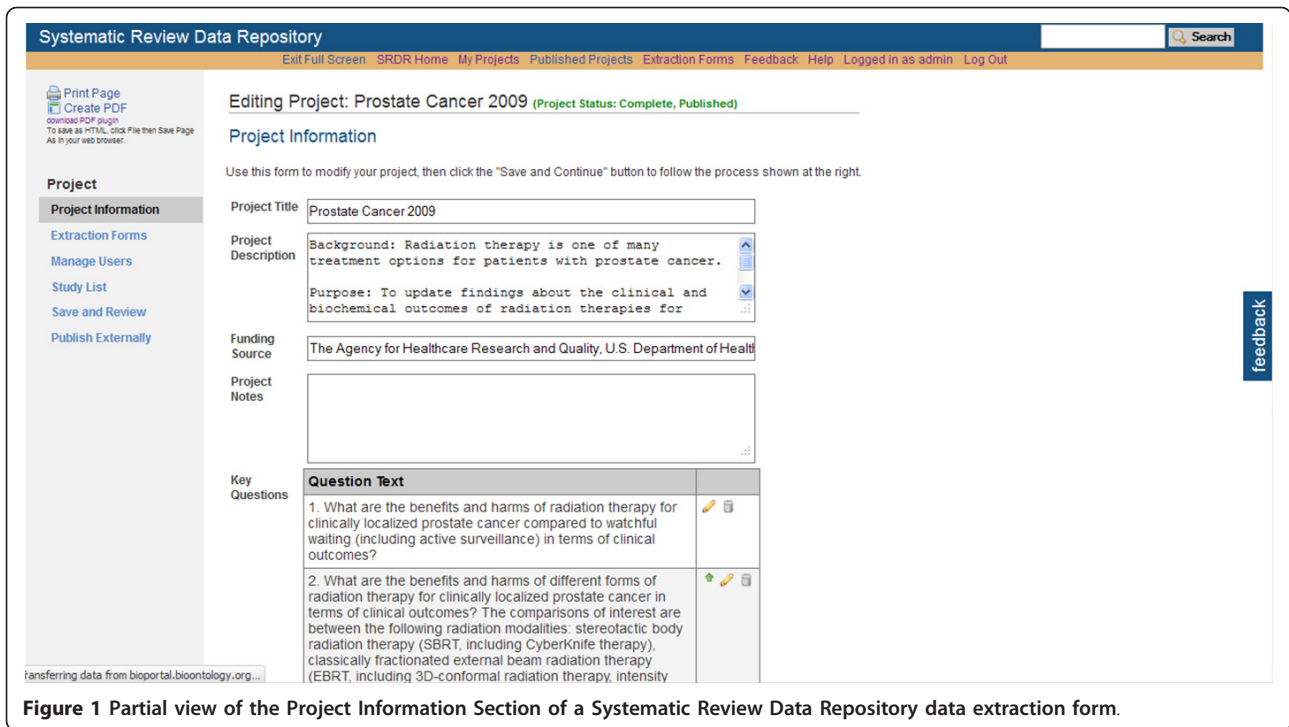 Systematic Review Data Repository
Search
Exit Full Screen SRDR Home My Projects Published Projects Extraction Forms Feedback Help Logged in as admin Log Out
Print Page
Create PDF
download PDF plugin
To save as HTML, click File then Save Page
As in your web browser.
Project
Project Information
Extraction Forms
Manage Users
Study List
Save and Review
Publish Externally
Editing Project: Prostate Cancer 2009 (Project Status: Complete, Published)
Project Information
Use this form to modify your project, then click the "Save and Continue" button to follow the process shown at the right.
Project Title
Prostate Cancer 2009
Project
Description
Background: Radiation therapy is one of many
treatment options for patients with prostate cancer.
Purpose: To update findings about the clinical and
biochemical outcomes of radiation therapies for
Funding
Source
The Agency for Healthcare Research and Quality, U.S. Department of Healt
Project
Notes
Key
Questions
Question Text
1. What are the benefits and harms of radiation therapy for
clinically localized prostate cancer compared to watchful
waiting (including active surveillance) in terms of clinical
outcomes?
2. What are the benefits and harms of different forms of
radiation therapy for clinically localized prostate cancer in
terms of clinical outcomes? The comparisons of interest are
between the following radiation modalities: stereotactic body
radiation therapy (SBRT, including CyberKnife therapy),
classically fractionated external beam radiation therapy
(EBRT, including 3D-conformal radiation therapy, intensity
feedback
ransferring data from bioportal.bioontology.org...
Figure 1 Partial view of the Project Information Section of a Systematic Review Data Repository data extraction form.